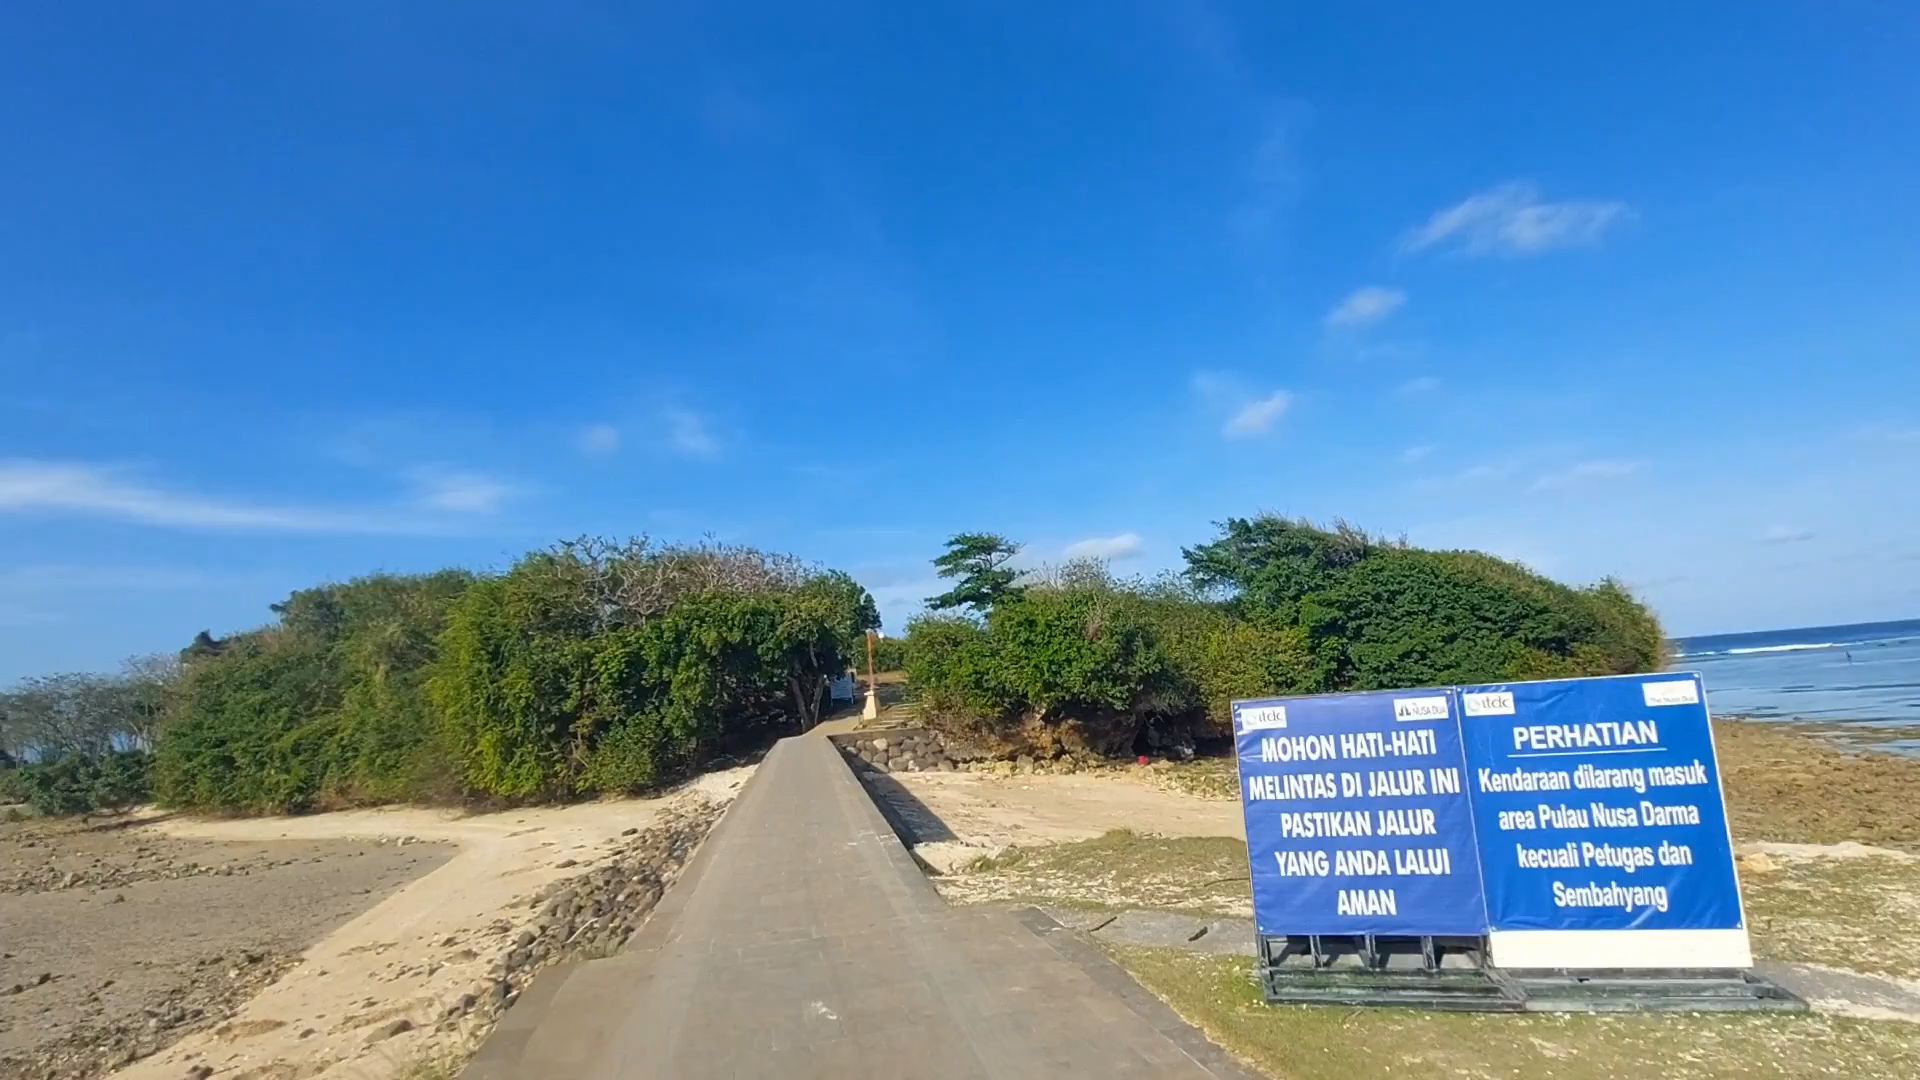 itdc
NUSA DUA
MOHON HATI-HATI
MELINTAS DI JALUR INI
PASTIKAN JALUR
YANG ANDA LALUI
AMAN
itdc
The Nusa Dua
PERHATIAN
Kendaraan dilarang masuk
area Pulau Nusa Darma
kecuali Petugas dan
Sembahyang